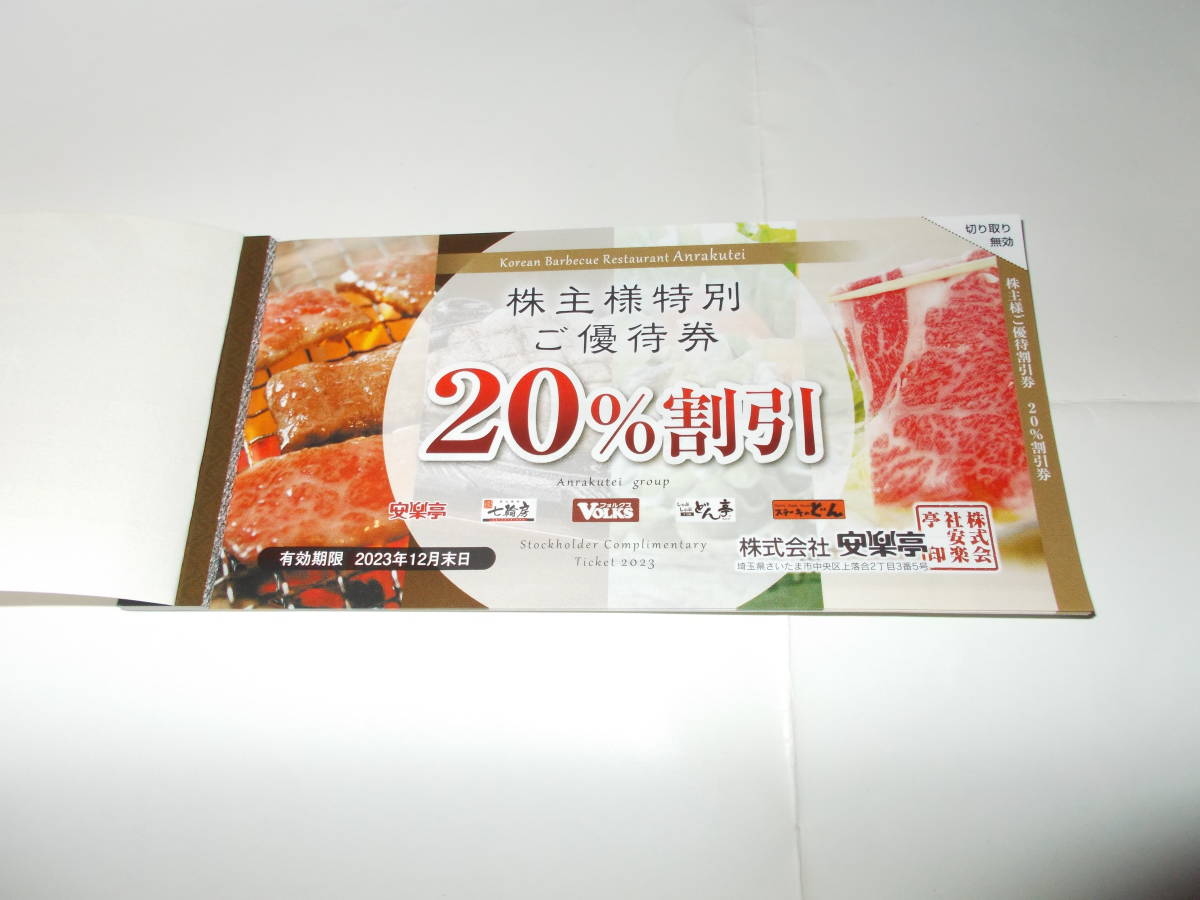 切り取り
無効
Korean Barbecue Restaurant Anrakutei
株主様特別
ご優待券
20%割引
Anrakutei group
安楽亭
七輪房
フォルクス
VOLKS
どん亭
ステーキのどん
Stockholder Complimentary
Ticket 2023
有効期限 2023年12月末日
株式会社 安楽亭
埼玉県さいたま市中央区上落合2丁目3番5号
株式会
社安楽
亭印
株主様ご優待割引券 20%割引券